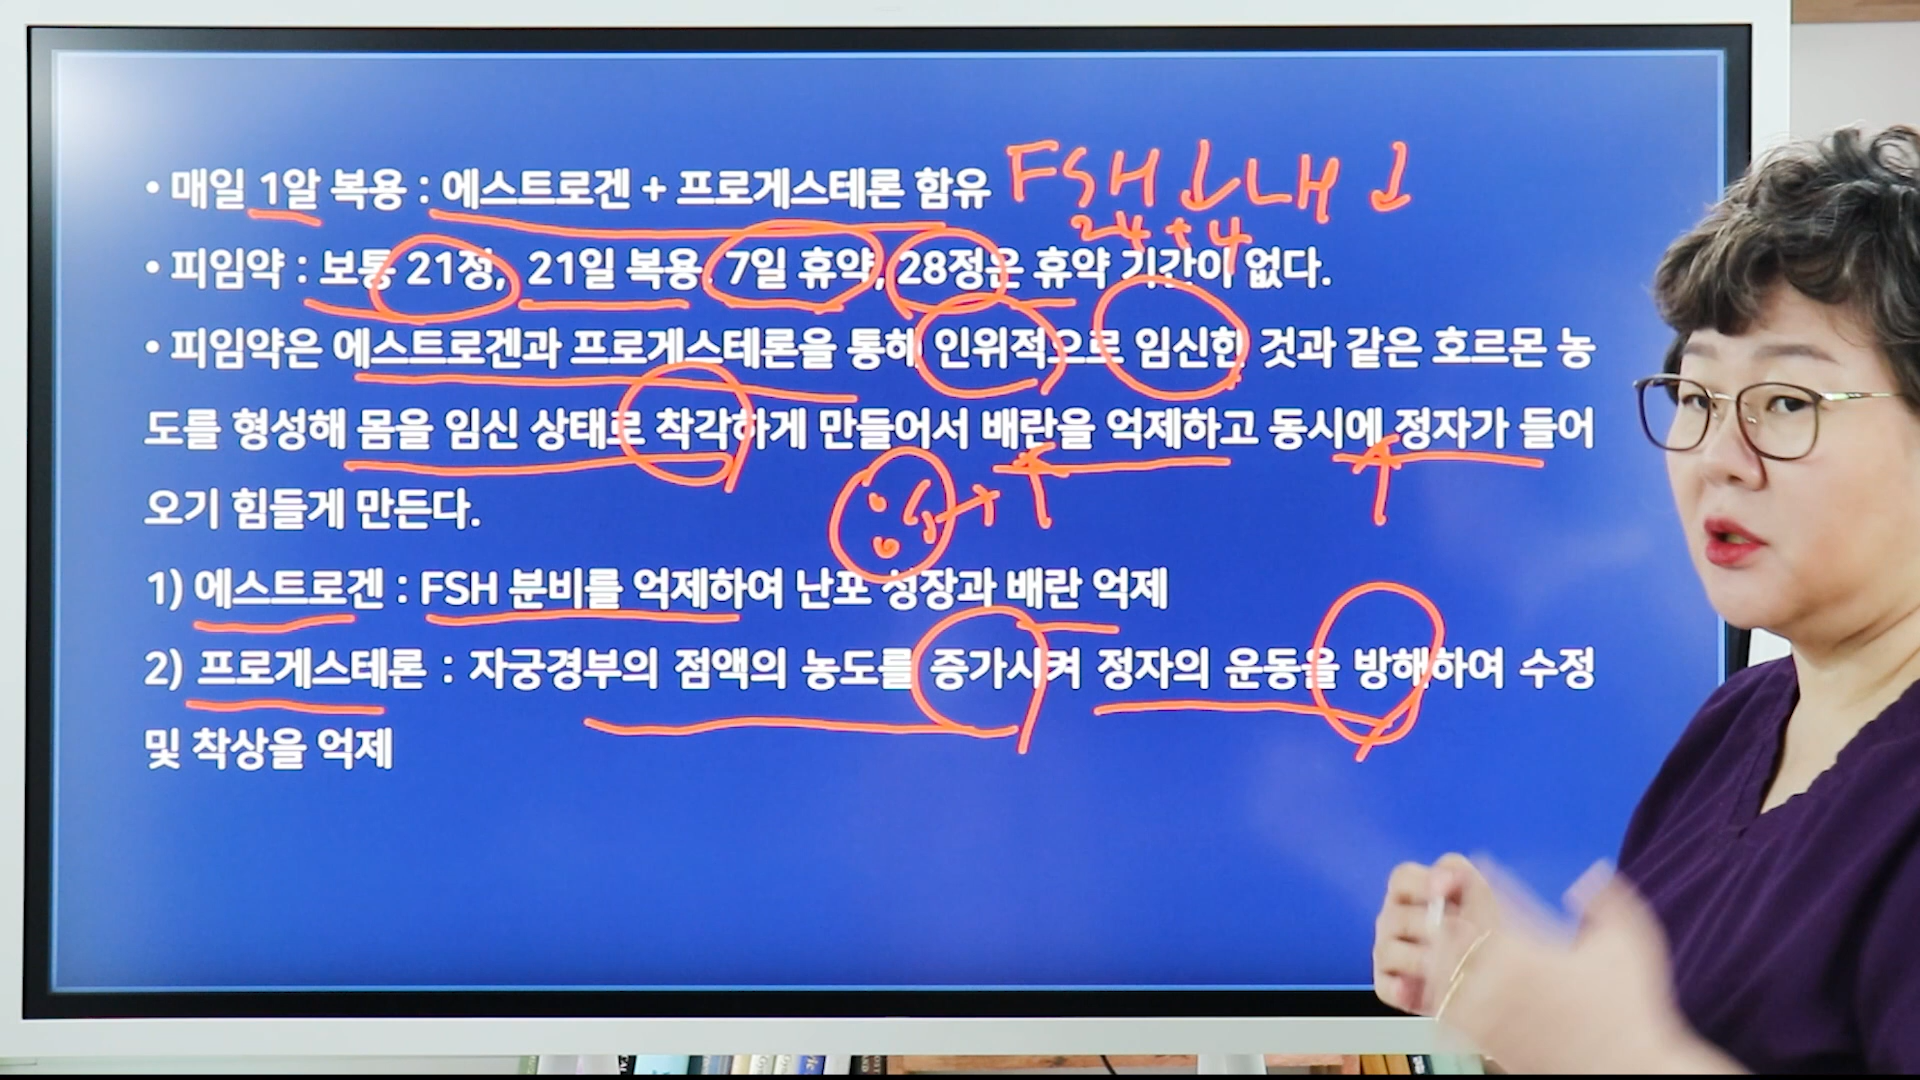 • 매일 1알 복용 : 에스트로겐 + 프로게스테론 함유 FSH ↓ LH ↓
24 + 4
• 피임약 : 보통 21정, 21일 복용, 7일 휴약, 28정은 휴약 기간이 없다.
• 피임약은 에스트로겐과 프로게스테론을 통해 인위적으로 임신한 것과 같은 호르몬 농
도를 형성해 몸을 임신 상태로 착각하게 만들어서 배란을 억제하고 동시에 정자가 들어
오기 힘들게 만든다.
1) 에스트로겐 : FSH 분비를 억제하여 난포 성장과 배란 억제
2) 프로게스테론 : 자궁경부의 점액의 농도를 증가시켜 정자의 운동을 방해하여 수정
및 착상을 억제